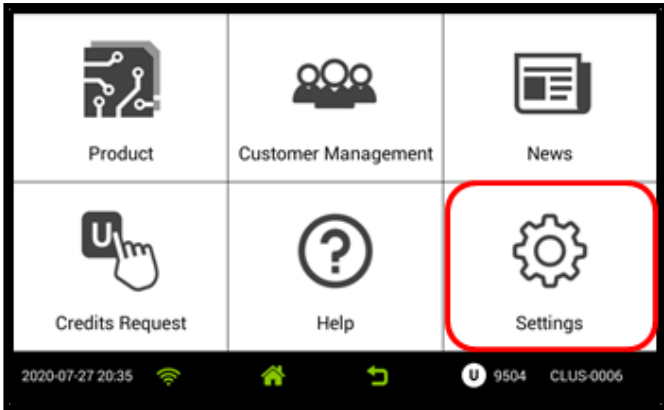 Product
Customer Management
News
U
Credits Request
?
Help
Settings
2020-07-27 20:35
U 9504
CLUS-0006